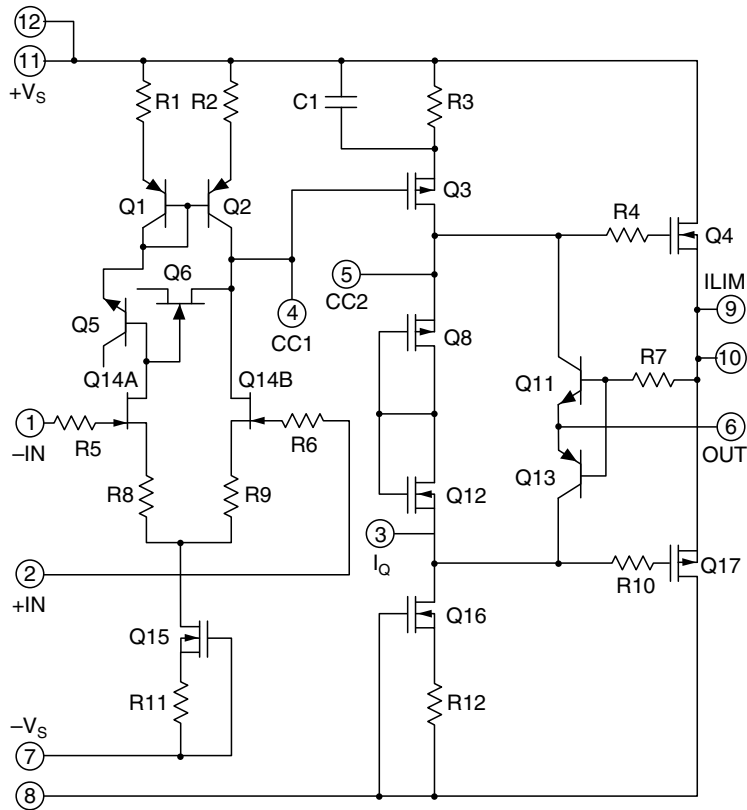 12
11
+VS
R1
R2
C1
R3
Q1
Q2
Q3
R4
Q4
Q6
5
CC2
ILIM
9
4
CC1
Q5
Q8
10
Q14A
Q14B
Q11
R7
1
–IN
R5
R6
6
OUT
R8
R9
Q12
Q13
3
IQ
2
+IN
R10
Q17
Q15
Q16
R11
R12
–VS
7
8